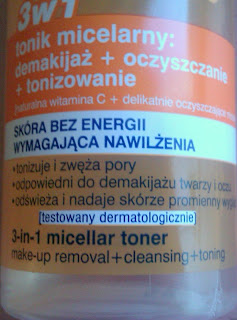 3w1
tonik micelarny:
demakijaż + oczyszczanie
+ tonizowanie
naturalna witamina C + delikatnie oczyszczająca
SKÓRA BEZ ENERGII
WYMAGAJĄCA NAWILŻENIA
•tonizuje i zwęża pory
•odpowiedni do demakijażu twarzy i oczu
•odświeża i nadaje skórze promienny
[testowany dermatologicznie]
3-in-1 micellar toner
make-up removal+cleansing+toning